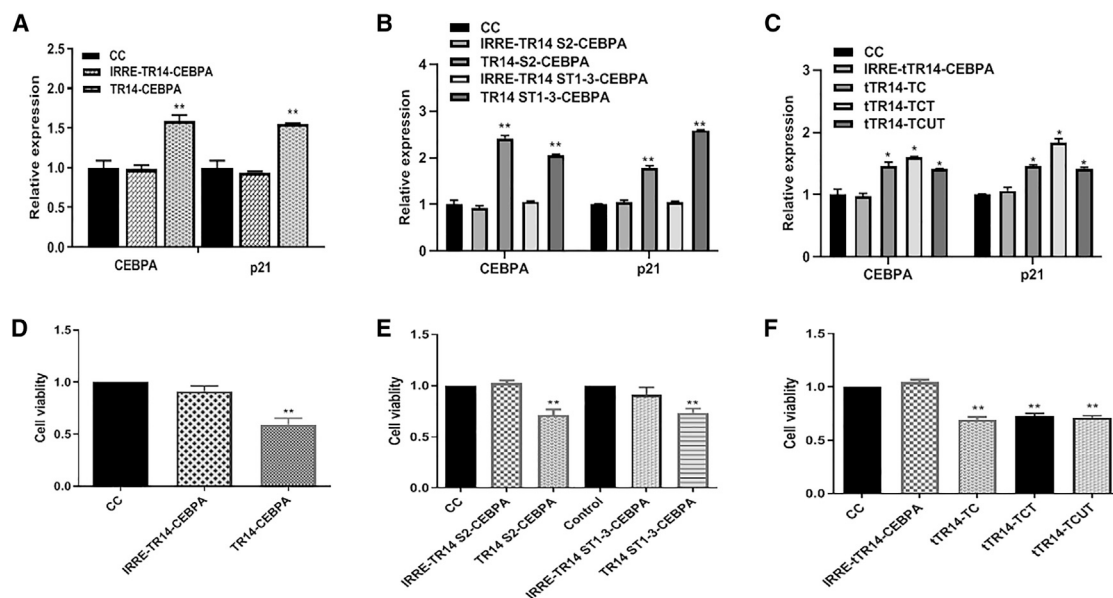 A
CC
IRRE-TR14-CEBPA
TR14-CEBPA
Relative expression
2.5
2.0
1.5
1.0
0.5
0.0
**
**
CEBPA
p21
B
CC
IRRE-TR14 S2-CEBPA
TR14-S2-CEBPA
IRRE-TR14 ST1-3-CEBPA
TR14 ST1-3-CEBPA
Relative expression
4
3
2
1
0
**
**
**
**
CEBPA
p21
C
CC
IRRE-tTR14-CEBPA
tTR14-TC
tTR14-TCT
tTR14-TCUT
Relative expression
3
2
1
0
*
*
*
*
*
*
CEBPA
p21
D
Cell viablity
1.5
1.0
0.5
0.0
**
CC
IRRE-TR14-CEBPA
TR14-CEBPA
E
Cell viablity
1.5
1.0
0.5
0.0
**
**
CC
IRRE-TR14 S2-CEBPA
TR14 S2-CEBPA
Control
IRRE-TR14 ST1-3-CEBPA
TR14 ST1-3-CEBPA
F
Cell viablity
1.5
1.0
0.5
0.0
**
**
**
CC
IRRE-tTR14-CEBPA
tTR14-TC
tTR14-TCT
tTR14-TCUT